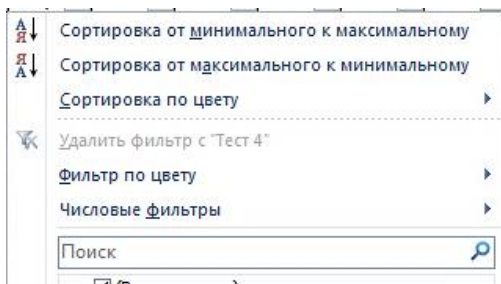 Сортировка от минимального к максимальному
Сортировка от максимального к минимальному
Сортировка по цвету
Удалить фильтр с "Тест 4"
Фильтр по цвету
Числовые фильтры
Поиск